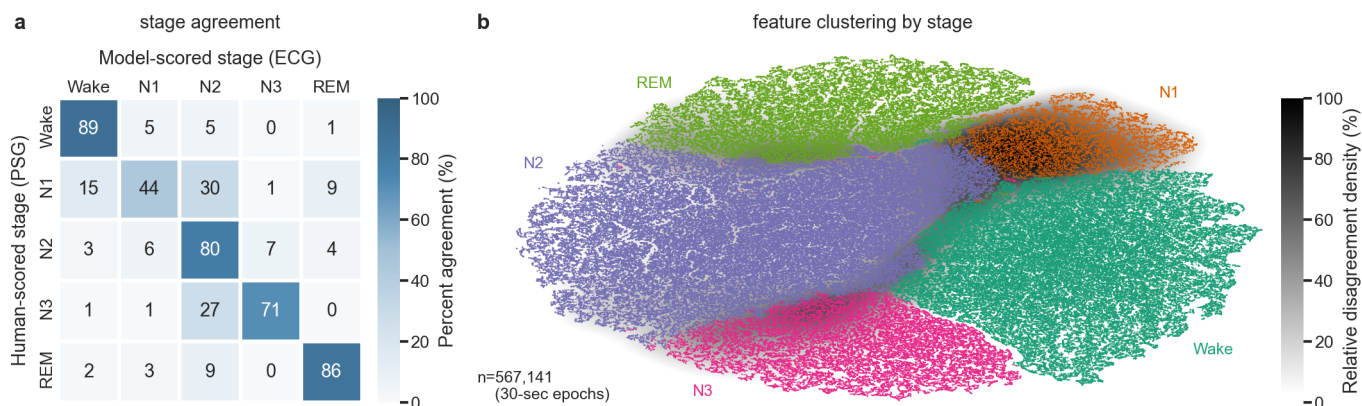 a
stage agreement
Model-scored stage (ECG)
Wake N1 N2 N3 REM
Human-scored stage (PSG)
Wake 89 5 5 0 1
N1 15 44 30 1 9
N2 3 6 80 7 4
N3 1 1 27 71 0
REM 2 3 9 0 86
100
80
60
40
20
0
Percent agreement (%)
b
feature clustering by stage
REM
N1
N2
Wake
N3
n=567,141
(30-sec epochs)
100
80
60
40
20
0
Relative disagreement density (%)